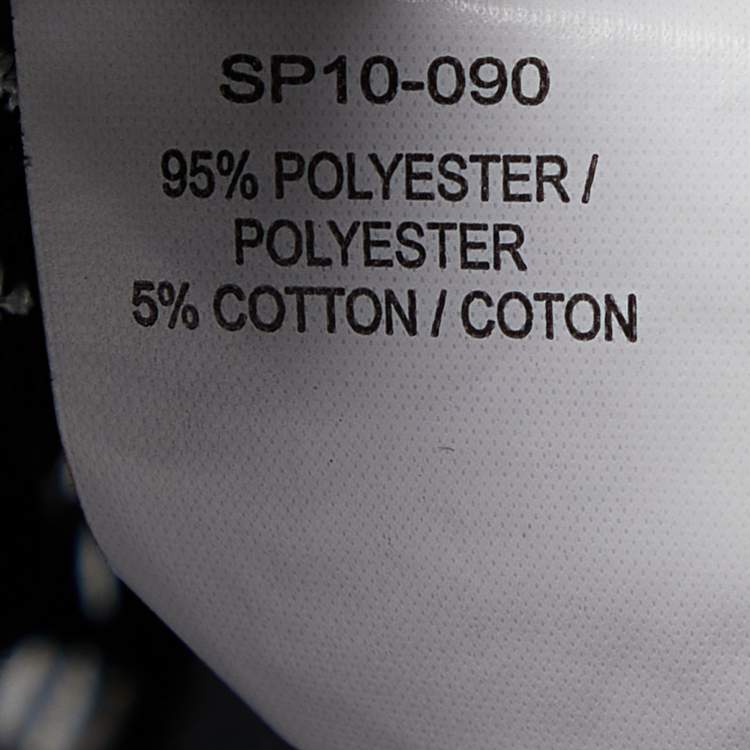 SP10-090
95% POLYESTER /
POLYESTER
5% COTTON / COTON